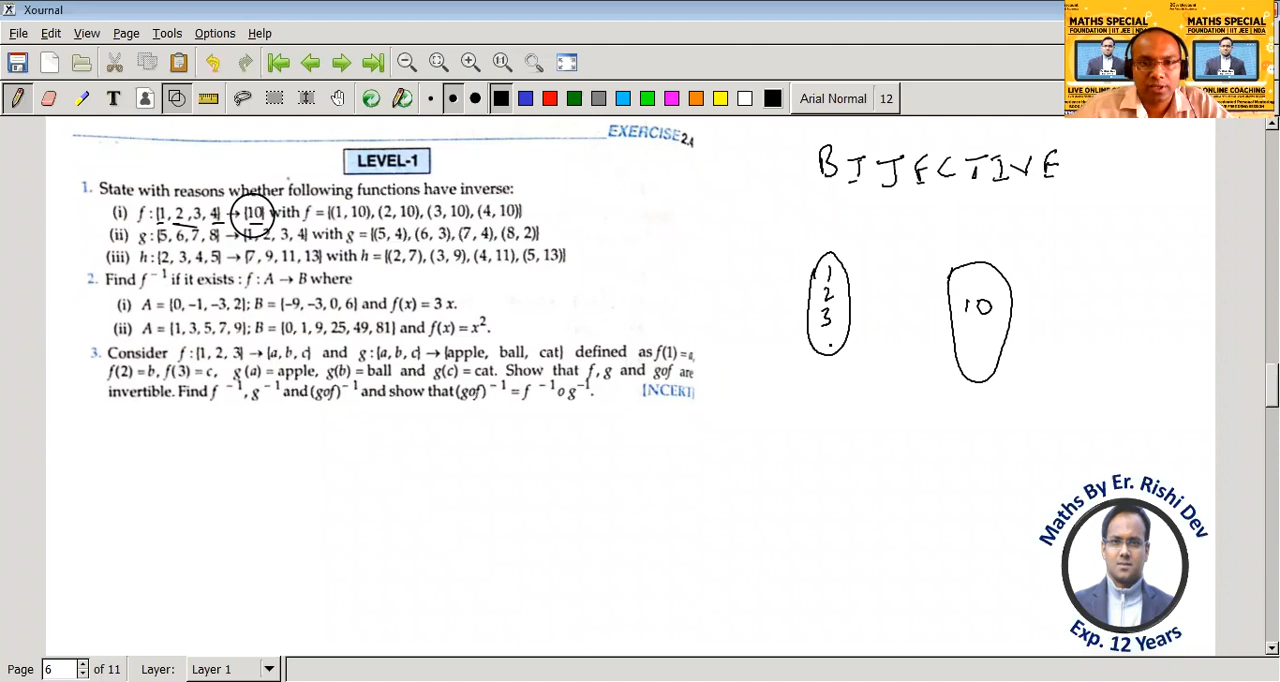 Xournal
File Edit View Page Tools Options Help
Arial Normal 12
MATHS SPECIAL MATHS SPECIAL
FOUNDATION | IIT JEE | NDA FOUNDATION | IIT JEE | NDA
EXERCISE 2.4
LEVEL-1
1. State with reasons whether following functions have inverse:
(i) f : {1, 2 ,3, 4} → {10} with f = {(1, 10), (2, 10), (3, 10), (4, 10)}
(ii) g : {5, 6, 7, 8} → {1, 2, 3, 4} with g = {(5, 4), (6, 3), (7, 4), (8, 2)}
(iii) h : {2, 3, 4, 5} → {7, 9, 11, 13} with h = {(2, 7), (3, 9), (4, 11), (5, 13)}
2. Find f⁻¹ if it exists : f : A → B where
(i) A = {0, -1, -3, 2}; B = {-9, -3, 0, 6} and f(x) = 3 x.
(ii) A = {1, 3, 5, 7, 9}; B = {0, 1, 9, 25, 49, 81} and f(x) = x².
3. Consider f : {1, 2, 3} → {a, b, c} and g : {a, b, c} → {apple, ball, cat} defined as f(1) = a,
f(2) = b, f(3) = c, g(a) = apple, g(b) = ball and g(c) = cat. Show that f, g and gof are
invertible. Find f⁻¹, g⁻¹ and (gof)⁻¹ and show that (gof)⁻¹ = f⁻¹ o g⁻¹. [NCERT]
BIJECTIVE
1
2
3
10
Maths By Er. Rishi Dev
Exp. 12 Years
Page 6 of 11 Layer: Layer 1